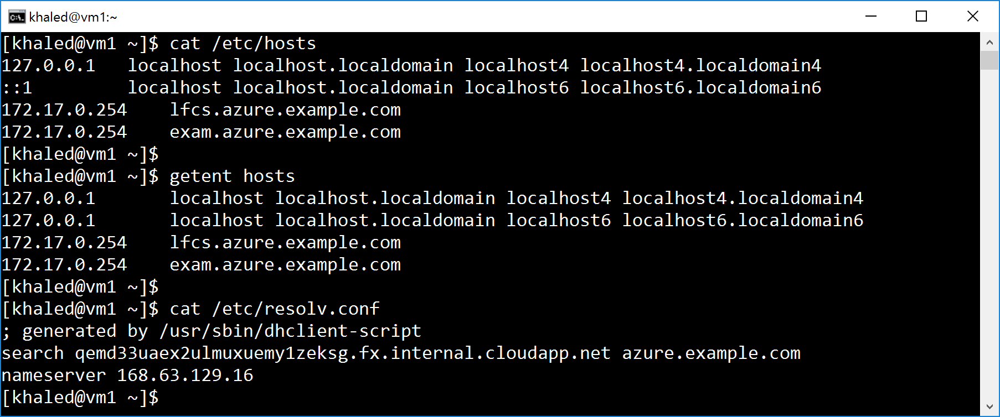 khaled@vm1:~
[khaled@vm1 ~]$ cat /etc/hosts
127.0.0.1   localhost localhost.localdomain localhost4 localhost4.localdomain4
::1         localhost localhost.localdomain localhost6 localhost6.localdomain6
172.17.0.254    lfcs.azure.example.com
172.17.0.254    exam.azure.example.com
[khaled@vm1 ~]$
[khaled@vm1 ~]$ getent hosts
127.0.0.1       localhost localhost.localdomain localhost4 localhost4.localdomain4
127.0.0.1       localhost localhost.localdomain localhost6 localhost6.localdomain6
172.17.0.254    lfcs.azure.example.com
172.17.0.254    exam.azure.example.com
[khaled@vm1 ~]$
[khaled@vm1 ~]$ cat /etc/resolv.conf
; generated by /usr/sbin/dhclient-script
search qemd33uaex2ulmuxuemy1zeksg.fx.internal.cloudapp.net azure.example.com
nameserver 168.63.129.16
[khaled@vm1 ~]$